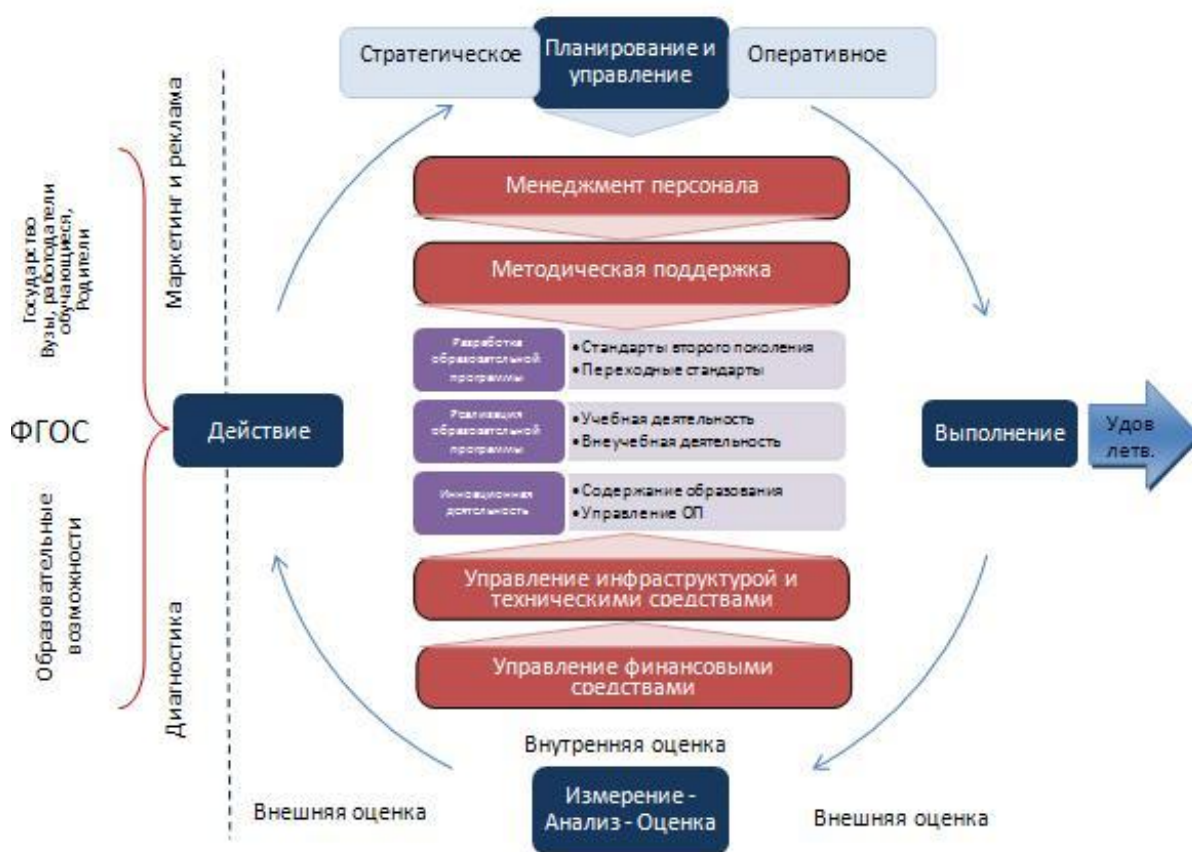 Стратегическое
Планирование и
управление
Оперативное
Маркетинг и реклама
Государство
Вузы, работодатели
обучающиеся,
Родители
Менеджмент персонала
Методическая поддержка
Разработка
образовательной
программы
• Стандарты второго поколения
• Переходные стандарты
ФГОС
Действие
Реализация
образовательной
программы
• Учебная деятельность
• Внеучебная деятельность
Выполнение
Удов
летв.
Инновационная
деятельность
• Содержание образования
• Управление ОП
Образовательные
возможности
Диагностика
Управление инфраструктурой и
техническими средствами
Управление финансовыми
средствами
Внутренняя оценка
Внешняя оценка
Измерение -
Анализ - Оценка
Внешняя оценка